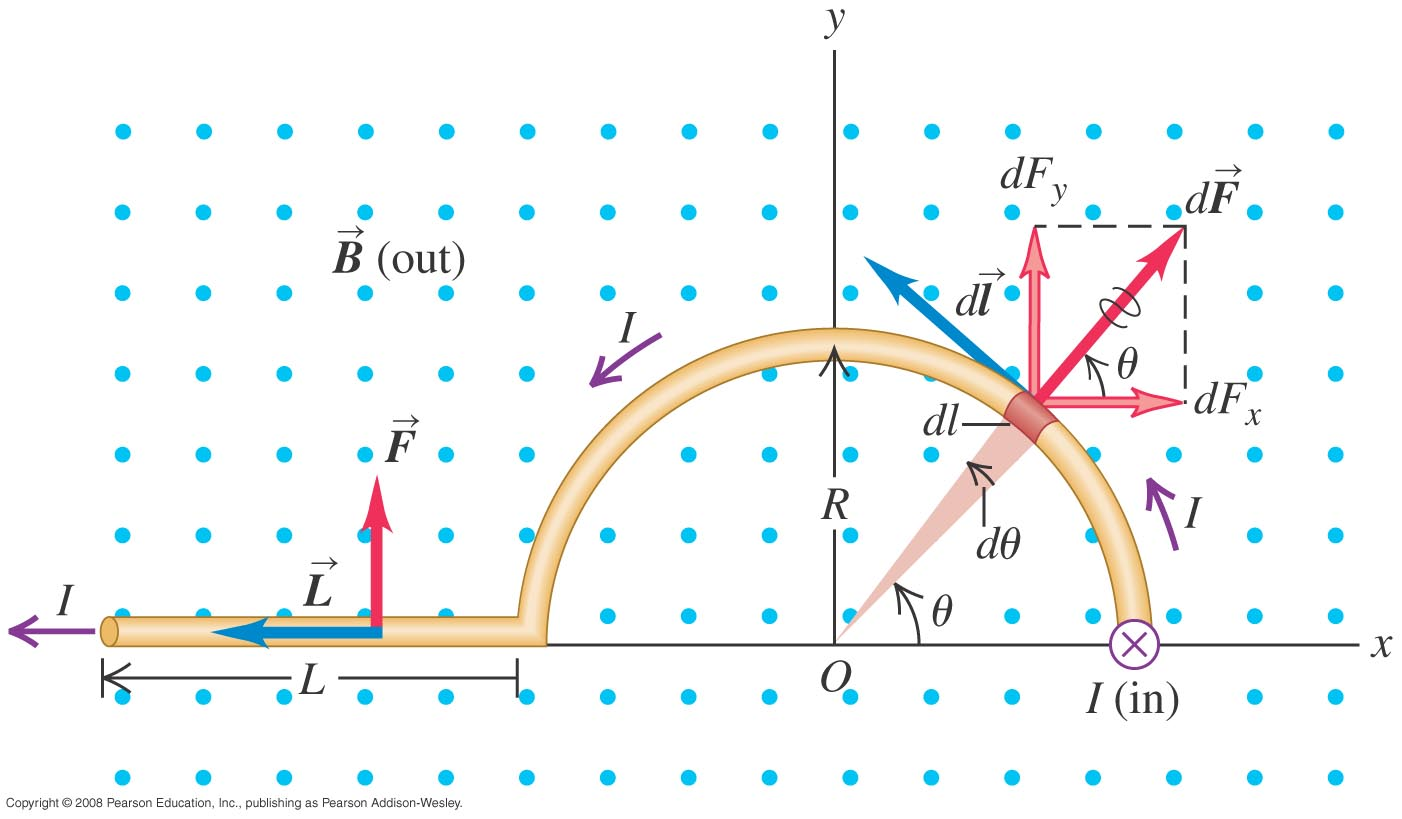 y
dF⃗
dF_y
B⃗ (out)
dl⃗
I
θ
dF_x
dl
F⃗
R
I
dθ
L⃗
I
θ
x
L
O
I (in)
Copyright © 2008 Pearson Education, Inc., publishing as Pearson Addison-Wesley.